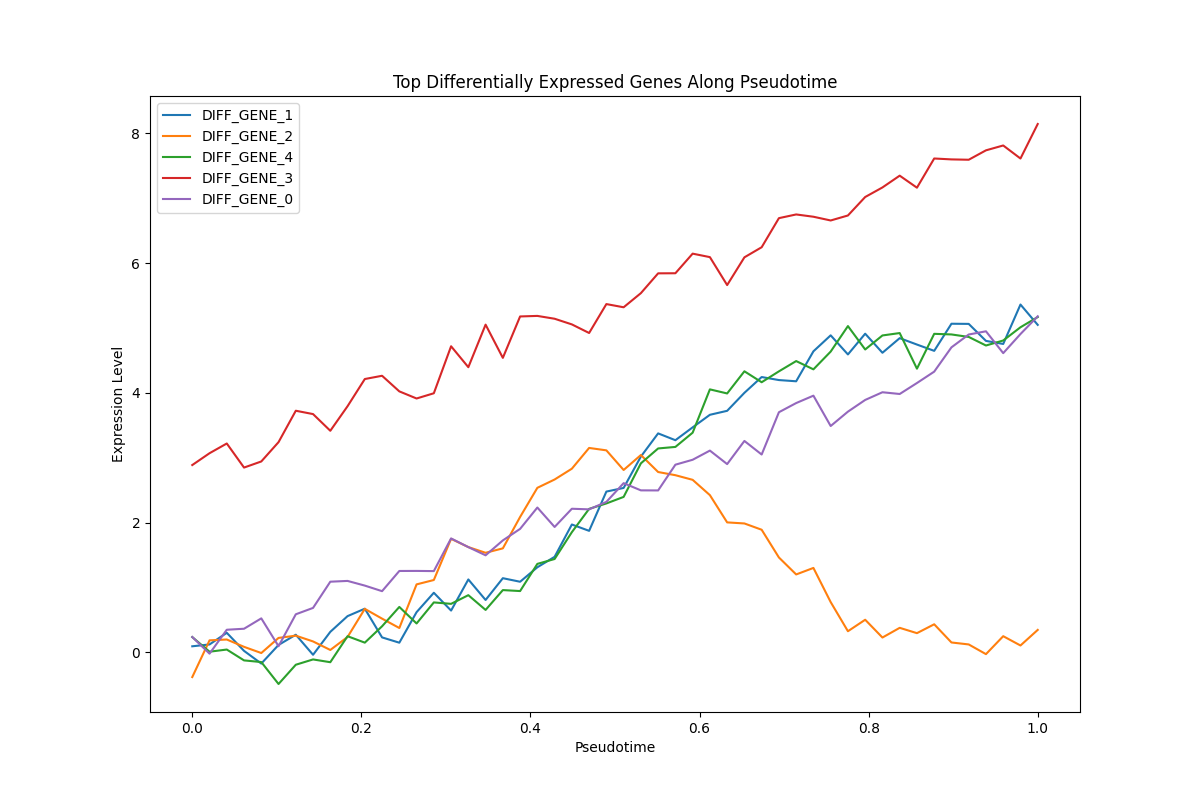 Top Differentially Expressed Genes Along Pseudotime
DIFF_GENE_1
DIFF_GENE_2
DIFF_GENE_4
DIFF_GENE_3
DIFF_GENE_0
8
6
4
2
0
Expression Level
0.0 0.2 0.4 0.6 0.8 1.0
Pseudotime